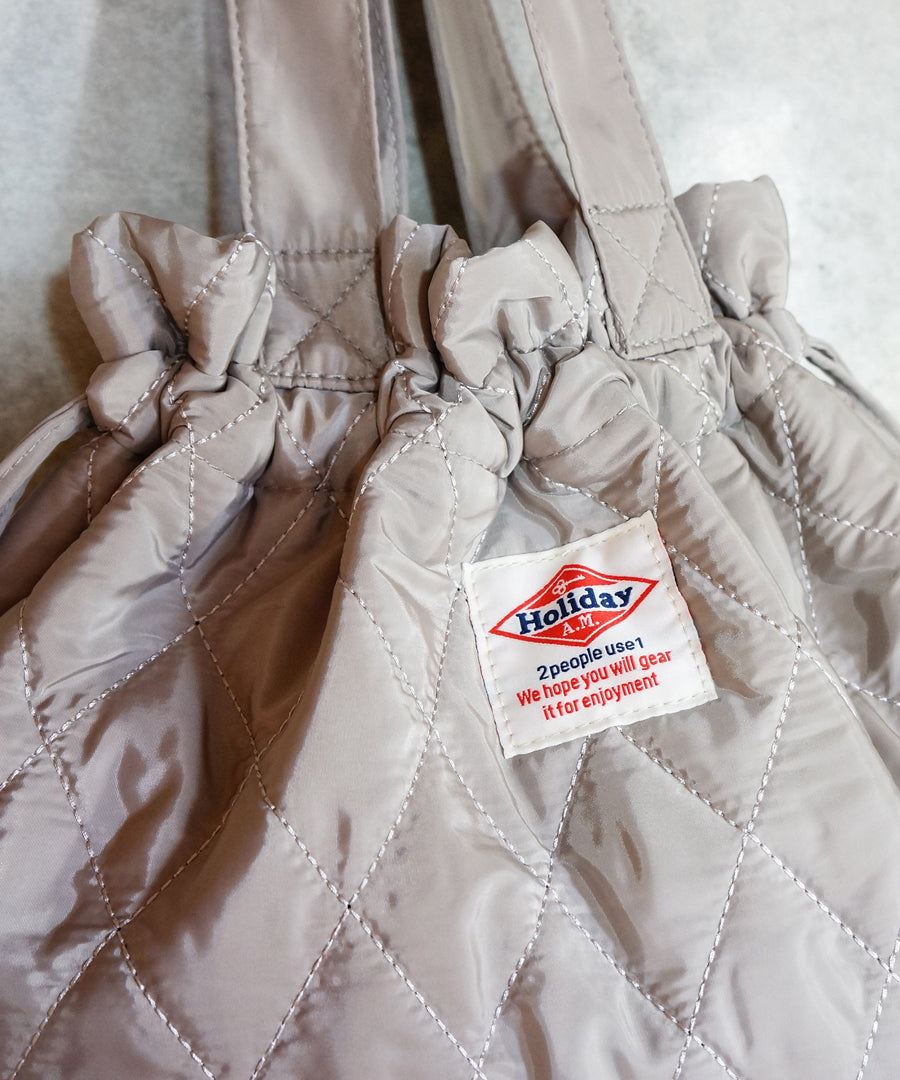 Holiday
A.M.
2people use1
We hope you will gear
it for enjoyment